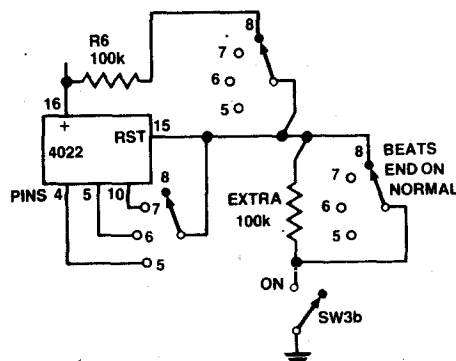 R6
100k
8
7
6
5
16
+
15
RST
4022
PINS 4 5 10
8
7
6
5
EXTRA
100k
8
7
6
5
BEATS
END ON
NORMAL
ON
SW3b